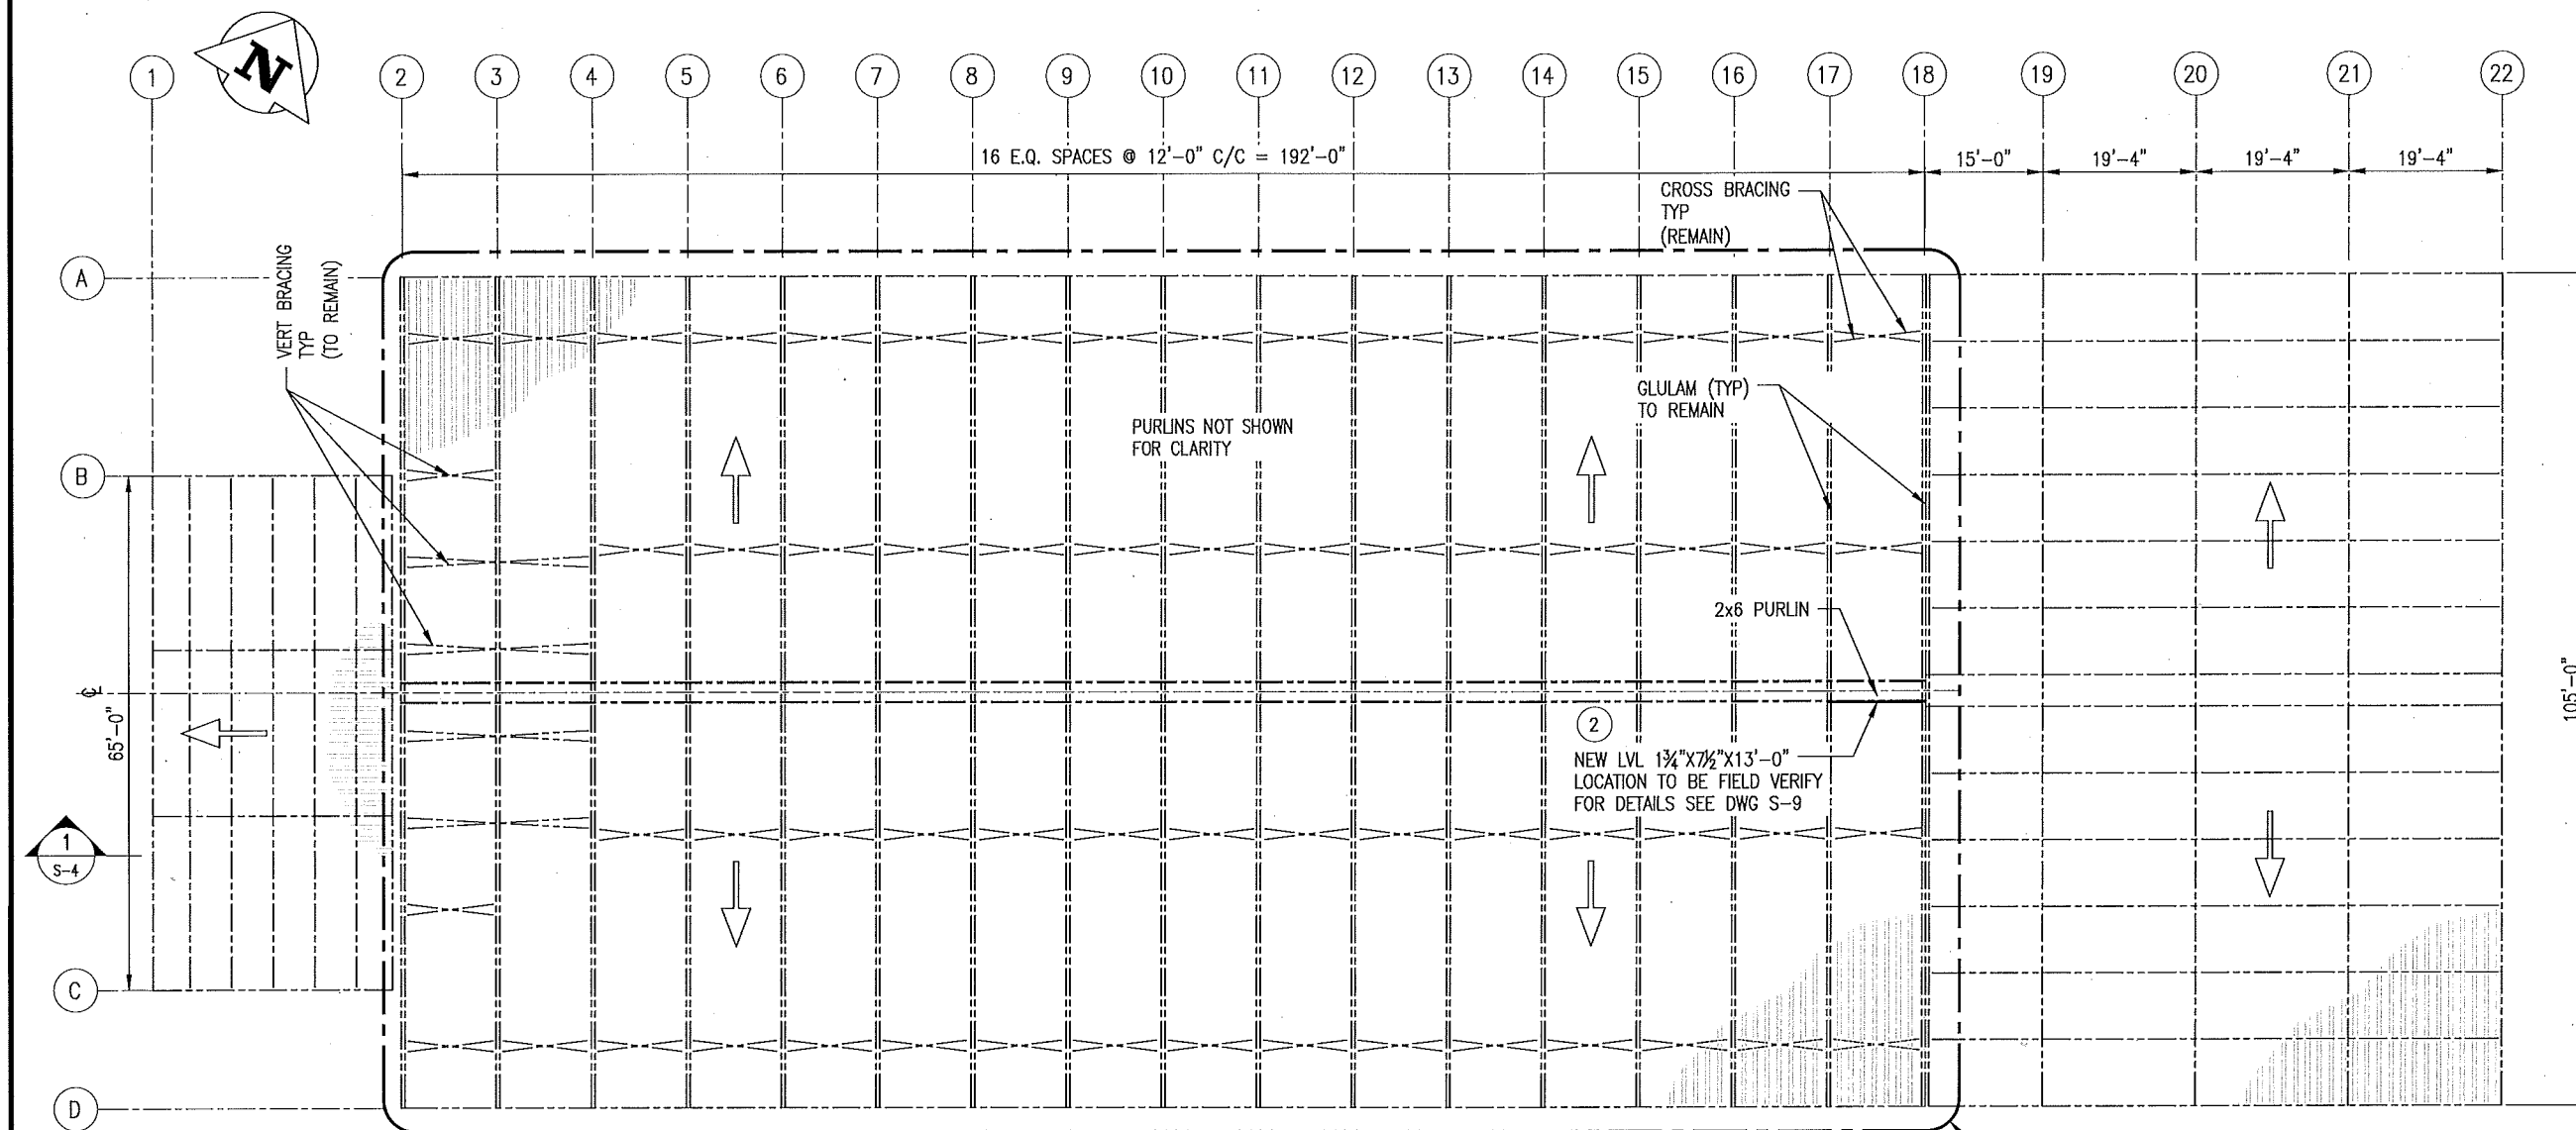 N
1 2 3 4 5 6 7 8 9 10 11 12 13 14 15 16 17 18 19 20 21 22
16 E.Q. SPACES @ 12'-0" C/C = 192'-0"
15'-0" 19'-4" 19'-4" 19'-4"
CROSS BRACING
TYP
(REMAIN)
VERT BRACING
TYP
(TO REMAIN)
A
GLULAM (TYP)
TO REMAIN
PURLINS NOT SHOWN
FOR CLARITY
B
2x6 PURLIN
℄
65'-0"
105'-0"
2
NEW LVL 1¾"X7½"X13'-0"
LOCATION TO BE FIELD VERIFY
FOR DETAILS SEE DWG S-9
1
S-4
C
D